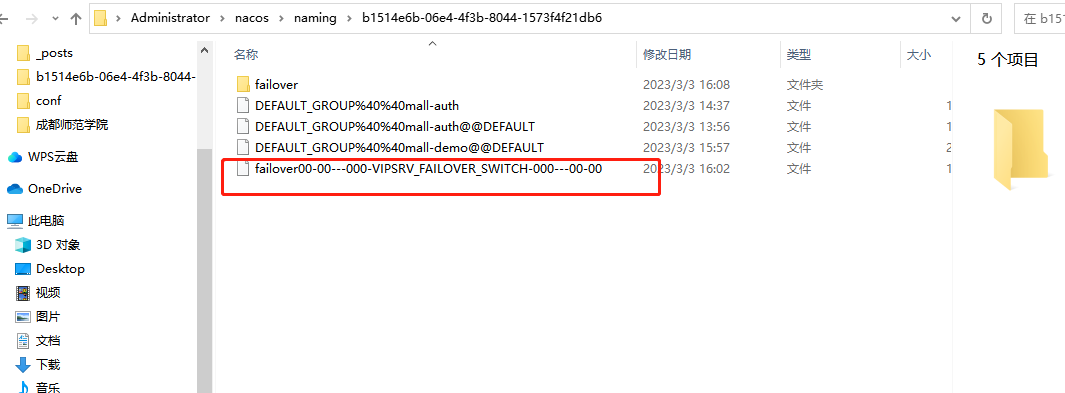 Administrator > nacos > naming > b1514e6b-06e4-4f3b-8044-1573f4f21db6
在 b151
_posts
b1514e6b-06e4-4f3b-8044-
conf
成都师范学院
WPS云盘
OneDrive
此电脑
3D 对象
Desktop
视频
图片
文档
下载
音乐
名称 修改日期 类型 大小
failover 2023/3/3 16:08 文件夹
DEFAULT_GROUP%40%40mall-auth 2023/3/3 14:37 文件 1
DEFAULT_GROUP%40%40mall-auth@@DEFAULT 2023/3/3 13:56 文件 1
DEFAULT_GROUP%40%40mall-demo@@DEFAULT 2023/3/3 15:57 文件 2
failover00-00---000-VIPSRV_FAILOVER_SWITCH-000---00-00 2023/3/3 16:02 文件 1
5 个项目